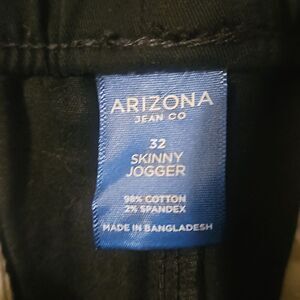 ARIZONA
JEAN CO
32
SKINNY
JOGGER
98% COTTON
2% SPANDEX
MADE IN BANGLADESH